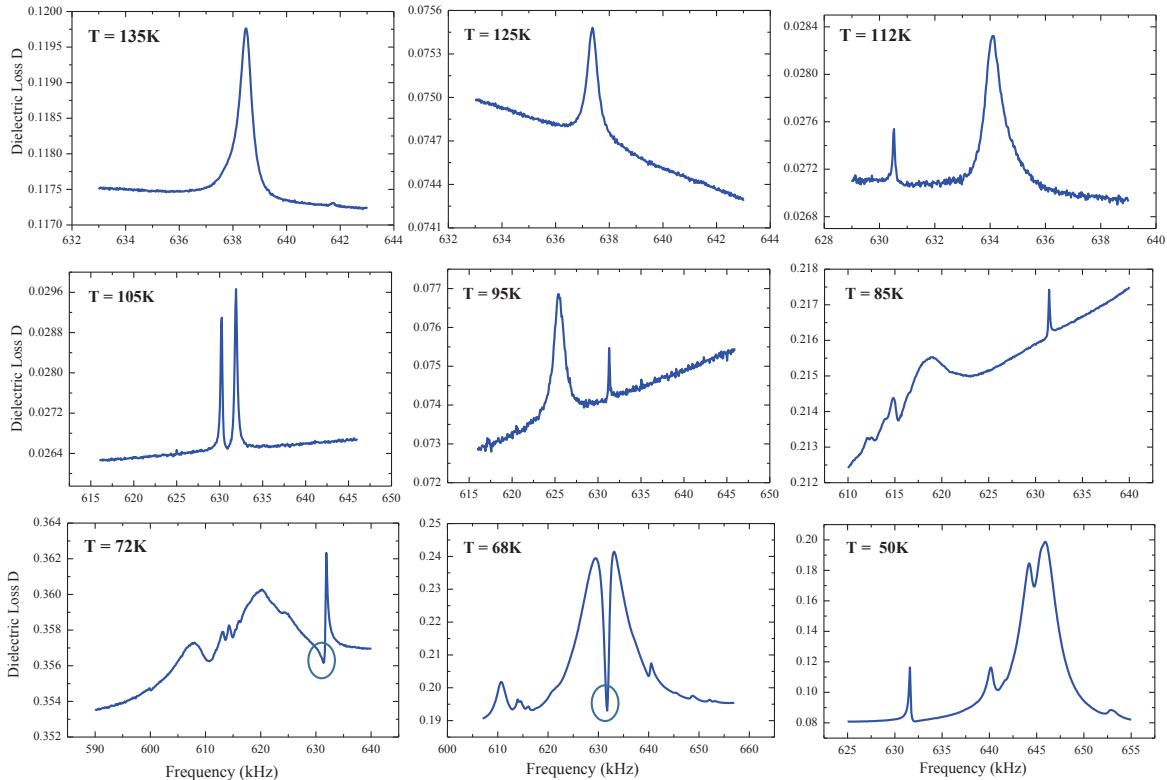 Dielectric Loss D
0.1200
0.1195
0.1190
0.1185
0.1180
0.1175
0.1170
T = 135K
632 635 636 638 640 642 44
0.0756
0.0753
0.0750
0.0747
0.0744
0.0741
T = 125K
632 634 636 638 640 642 644
0.0284
0.0280
0.0276
0.0272
0.0268
T = 112K
628 630 632 634 636 638 640
Dielectric Loss D
0.0296
0.0288
0.0280
0.0272
0.0264
T = 105K
615 620 625 630 635 640 645 650
0.077
0.076
0.075
0.074
0.073
0.072
T = 95K
615 620 625 630 635 640 645 650
0.218
0.217
0.216
0.215
0.214
0.213
0.212
T = 85K
610 615 620 625 630 635 640
Dielectric Loss D
0.364
0.362
0.360
0.358
0.356
0.354
0.352
T = 72K
590 600 610 620 630 640
Frequency (kHz)
0.25
0.24
0.23
0.22
0.21
0.20
0.19
T = 68K
600 610 620 630 640 650 660
Frequency (kHz)
0.20
0.18
0.16
0.14
0.12
0.10
0.08
T = 50K
625 630 635 640 645 650 655
Frequency (kHz)